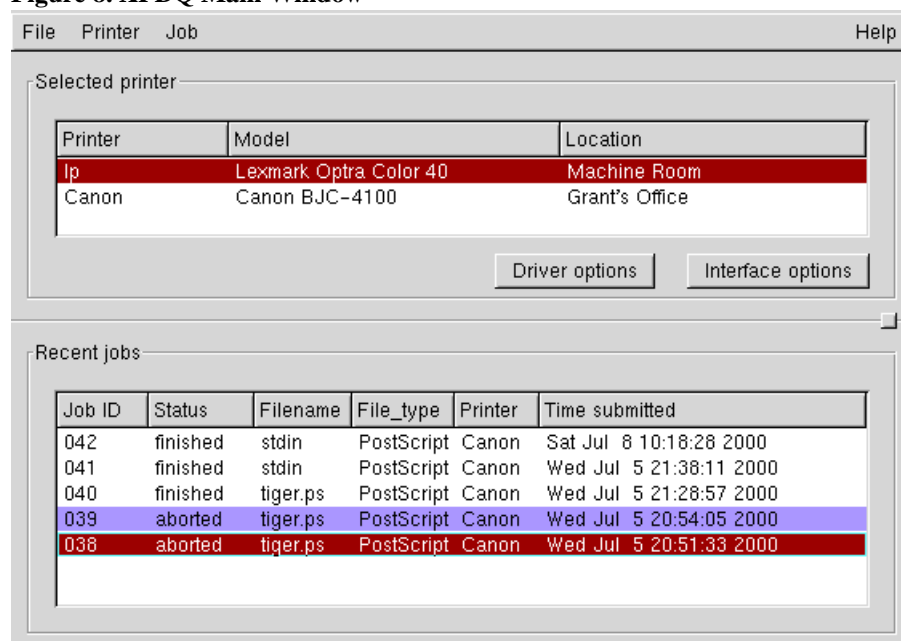 Figure 8. XPDQ Main Window
File Printer Job Help
Selected printer
Printer Model Location
lp Lexmark Optra Color 40 Machine Room
Canon Canon BJC-4100 Grant's Office
Driver options Interface options
Recent jobs
Job ID Status Filename File_type Printer Time submitted
042 finished stdin PostScript Canon Sat Jul 8 10:18:28 2000
041 finished stdin PostScript Canon Wed Jul 5 21:38:11 2000
040 finished tiger.ps PostScript Canon Wed Jul 5 21:28:57 2000
039 aborted tiger.ps PostScript Canon Wed Jul 5 20:54:05 2000
038 aborted tiger.ps PostScript Canon Wed Jul 5 20:51:33 2000